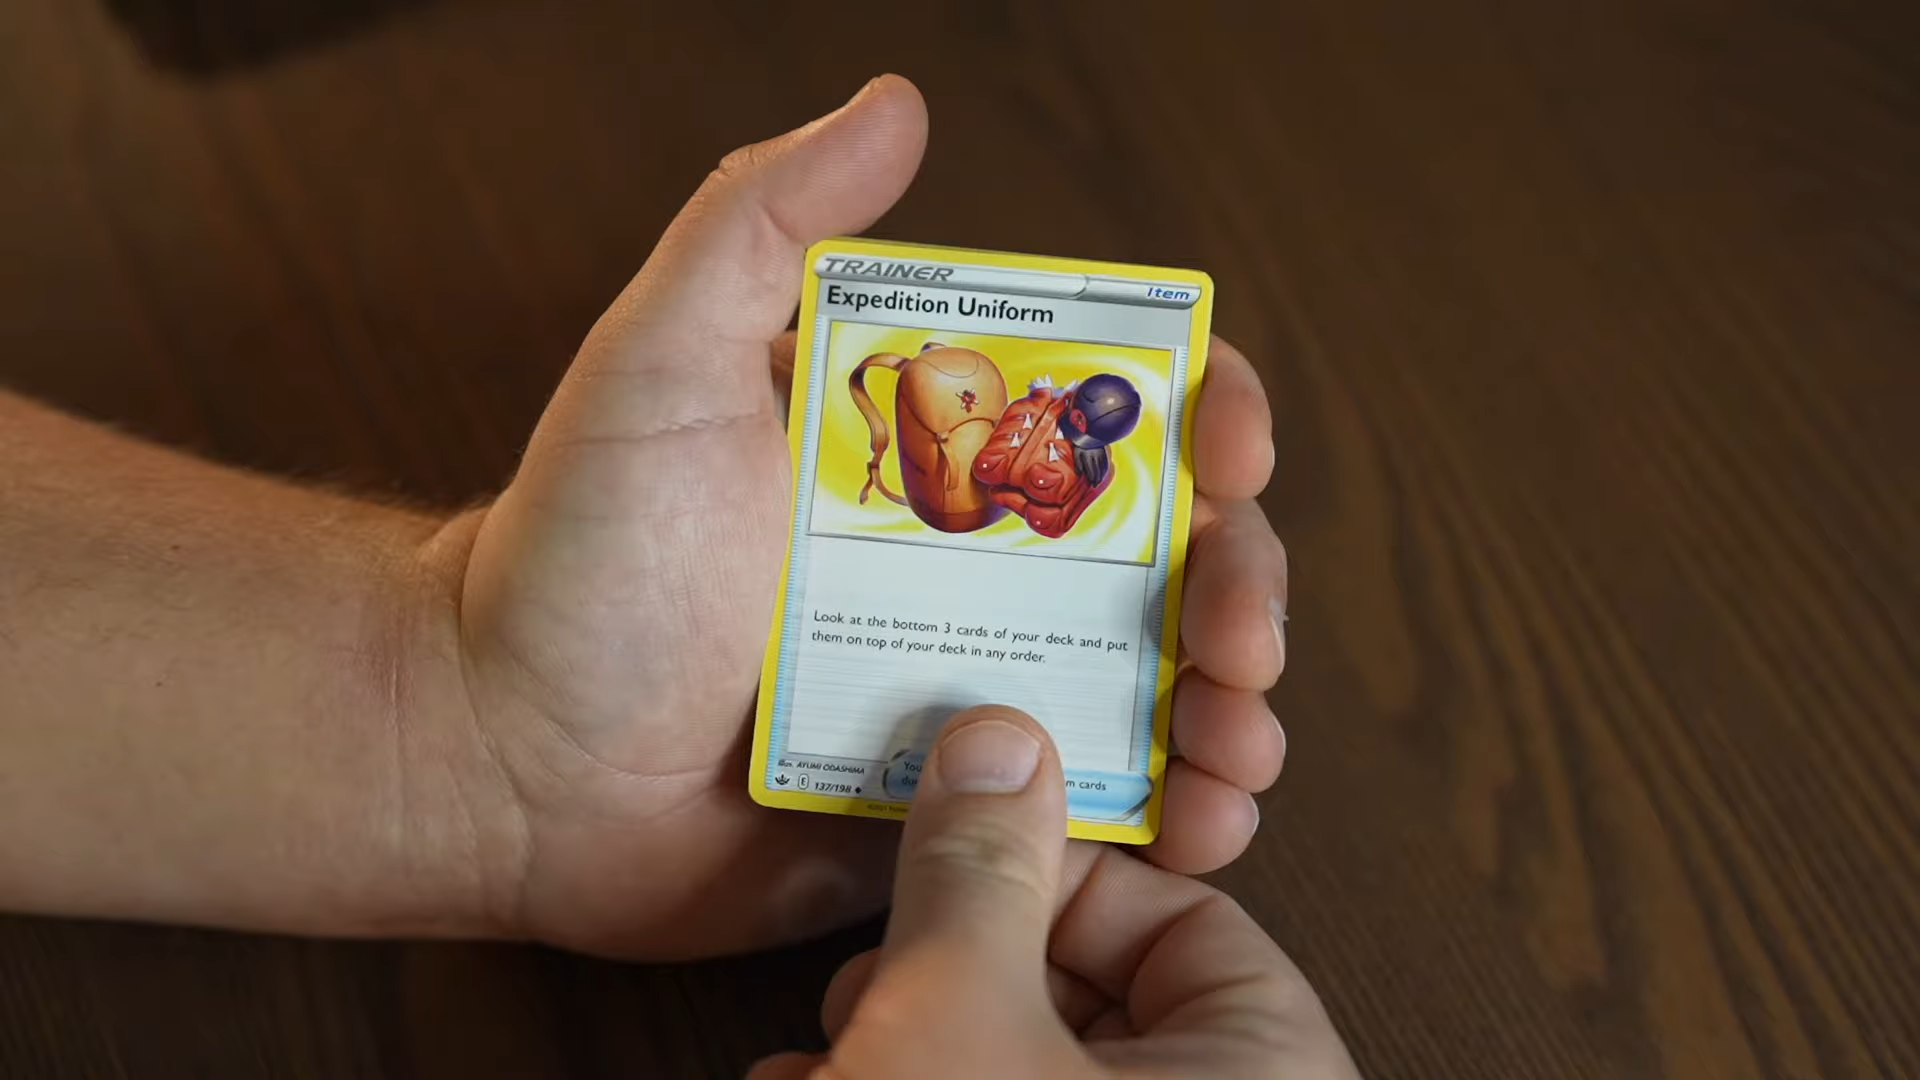 TRAINER
Item
Expedition Uniform
Look at the bottom 3 cards of your deck and put
them on top of your deck in any order.
Illus. AYUMI ODASHIMA
You
m cards
E 137/198